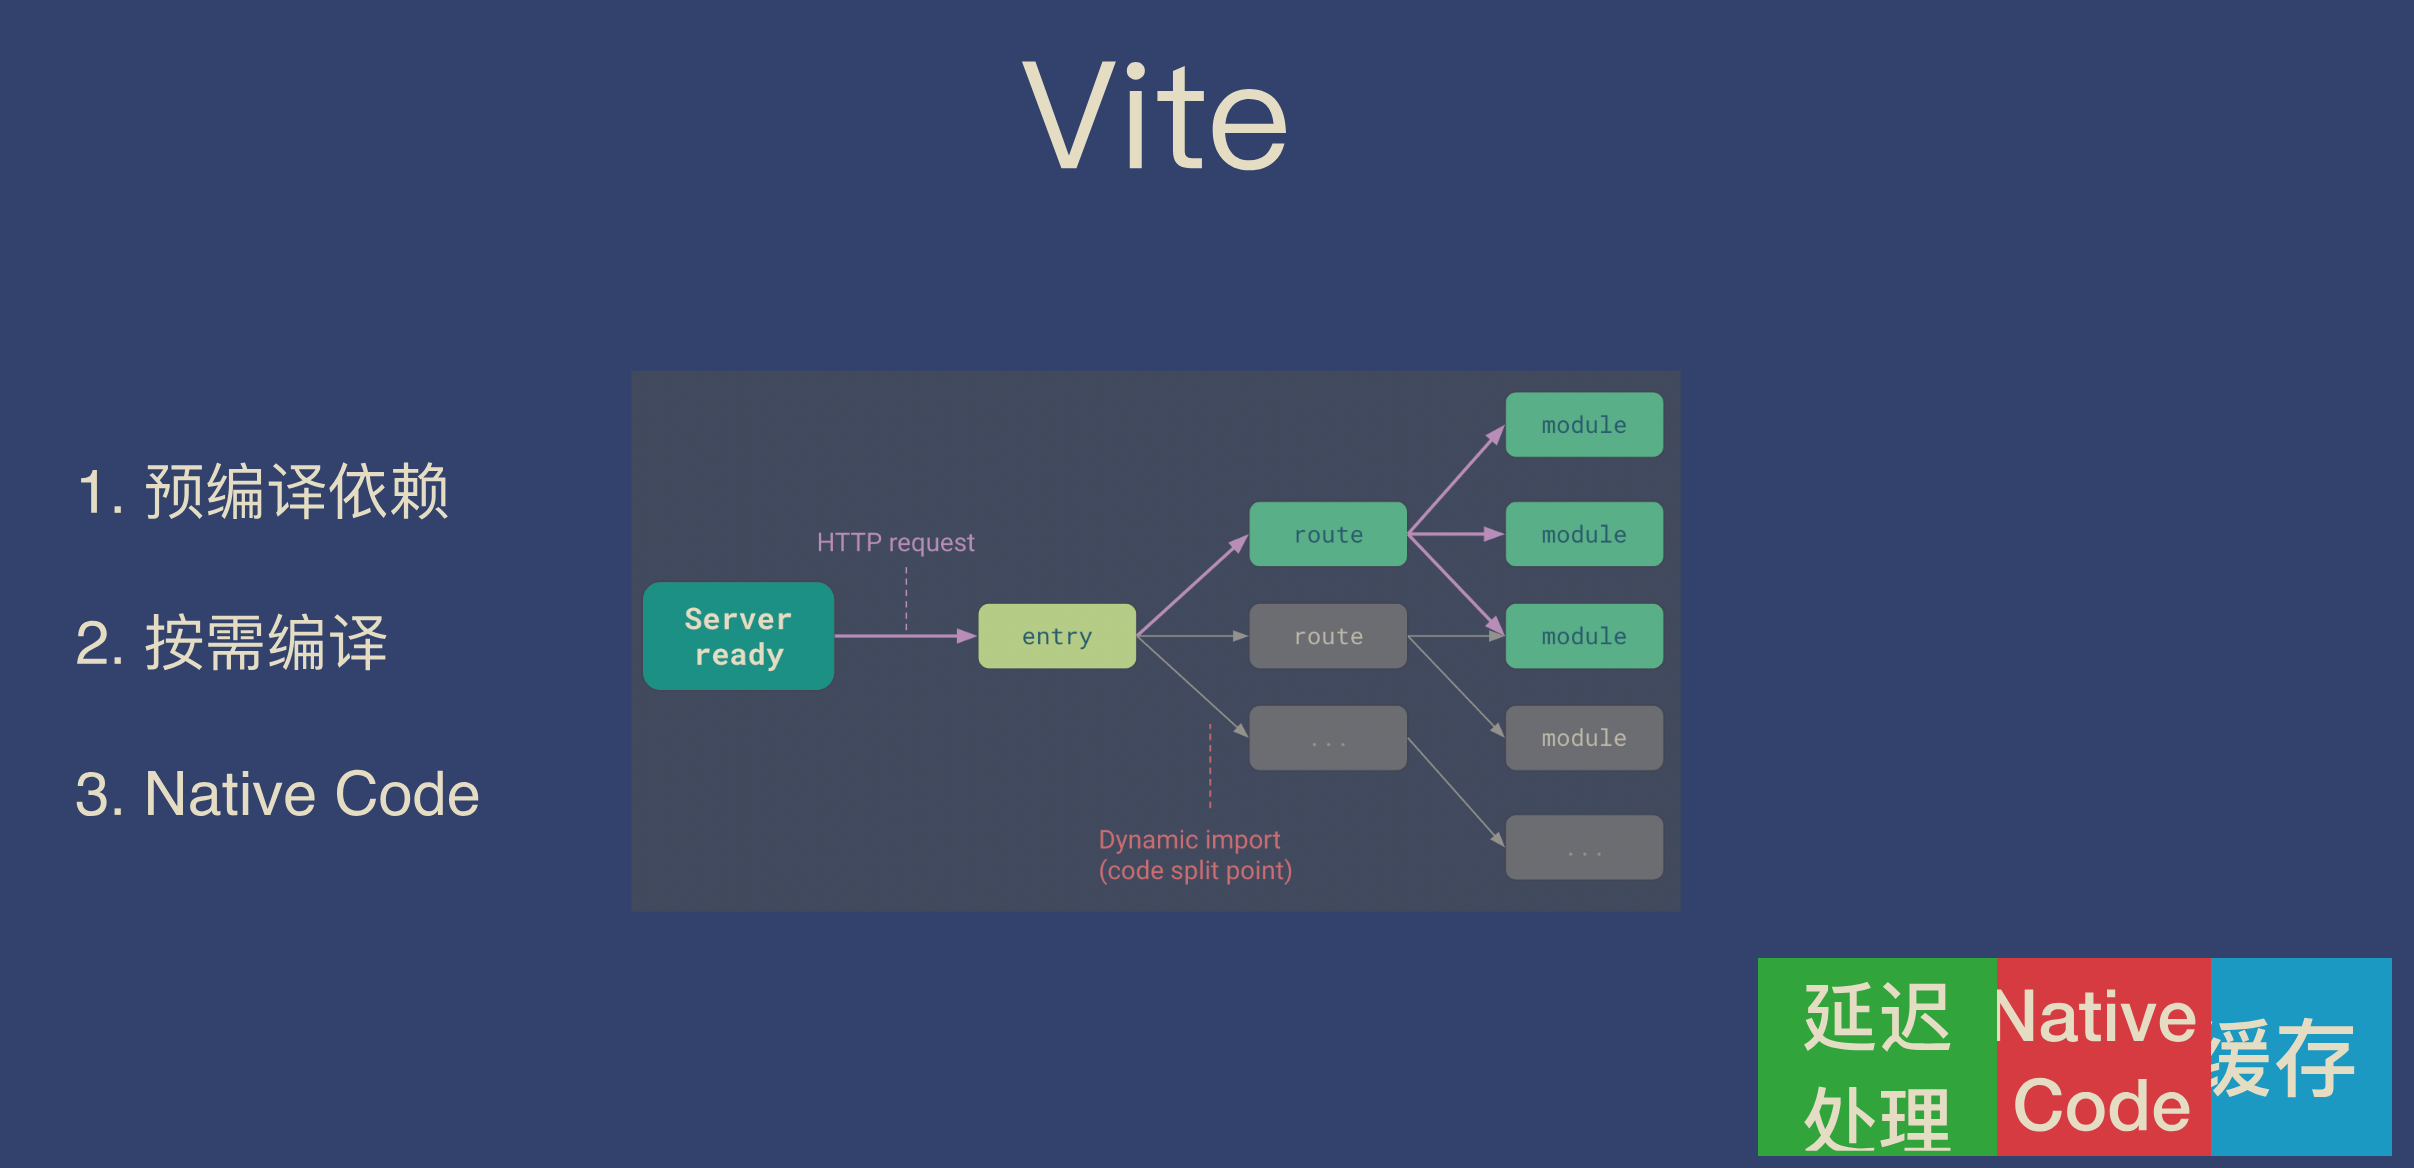 Vite
1. 预编译依赖
2. 按需编译
3. Native Code
Server
ready
HTTP request
entry
route
route
...
module
module
module
module
...
Dynamic import
(code split point)
延迟
处理
Native
Code
缓存